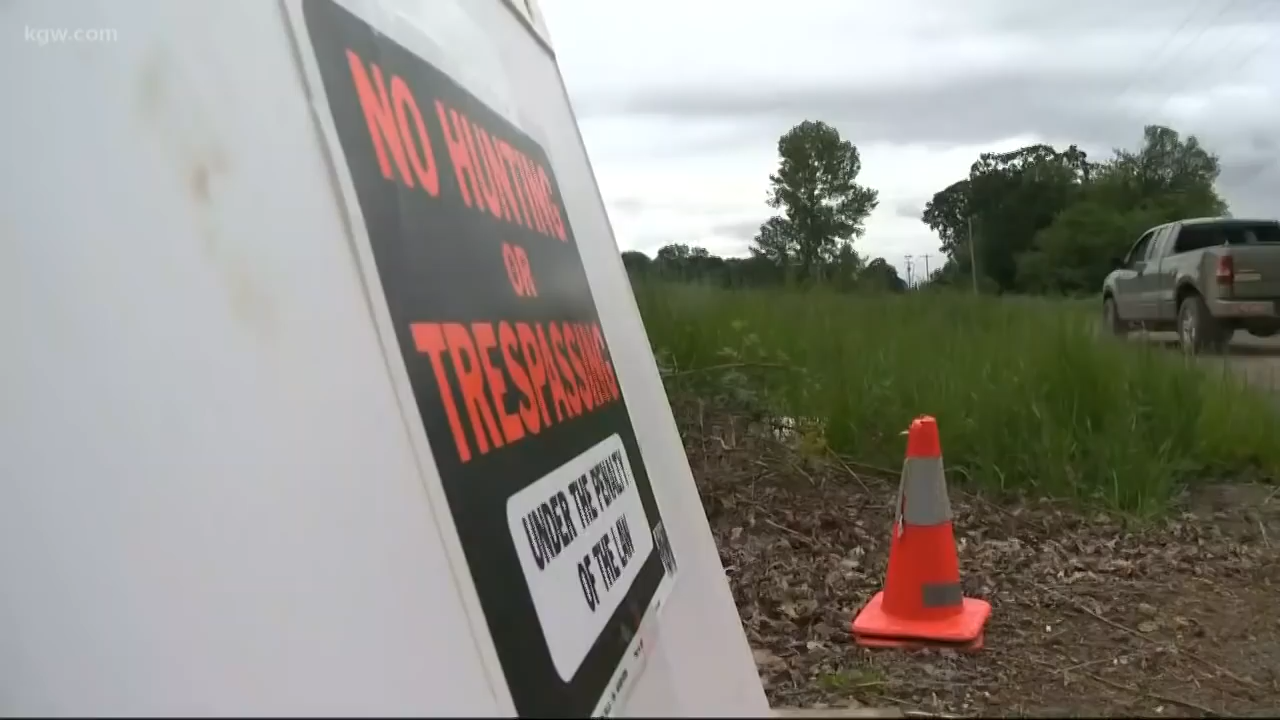 kgw.com
NO HUNTING
OR
TRESPASSING
UNDER THE PENALTY
OF THE LAW